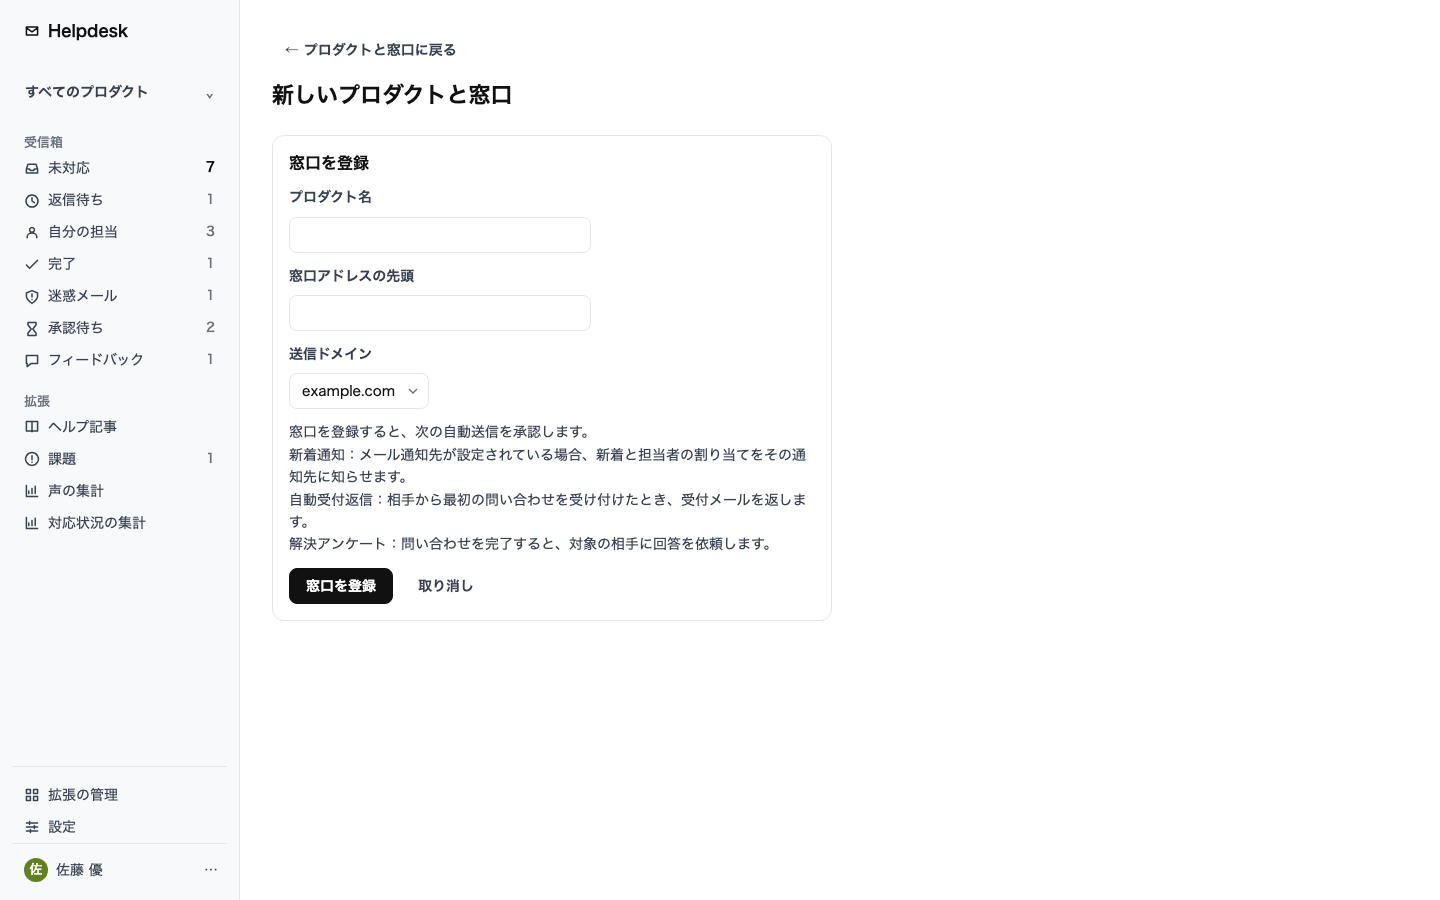 Helpdesk
すべてのプロダクト
受信箱
未対応 7
返信待ち 1
自分の担当 3
完了 1
迷惑メール 1
承認待ち 2
フィードバック 1
拡張
ヘルプ記事
課題 1
声の集計
対応状況の集計
拡張の管理
設定
佐 佐藤 優 …
← プロダクトと窓口に戻る
新しいプロダクトと窓口
窓口を登録
プロダクト名
窓口アドレスの先頭
送信ドメイン
example.com
窓口を登録すると、次の自動送信を承認します。
新着通知：メール通知先が設定されている場合、新着と担当者の割り当てをその通
知先に知らせます。
自動受付返信：相手から最初の問い合わせを受け付けたとき、受付メールを返しま
す。
解決アンケート：問い合わせを完了すると、対象の相手に回答を依頼します。
窓口を登録 取り消し